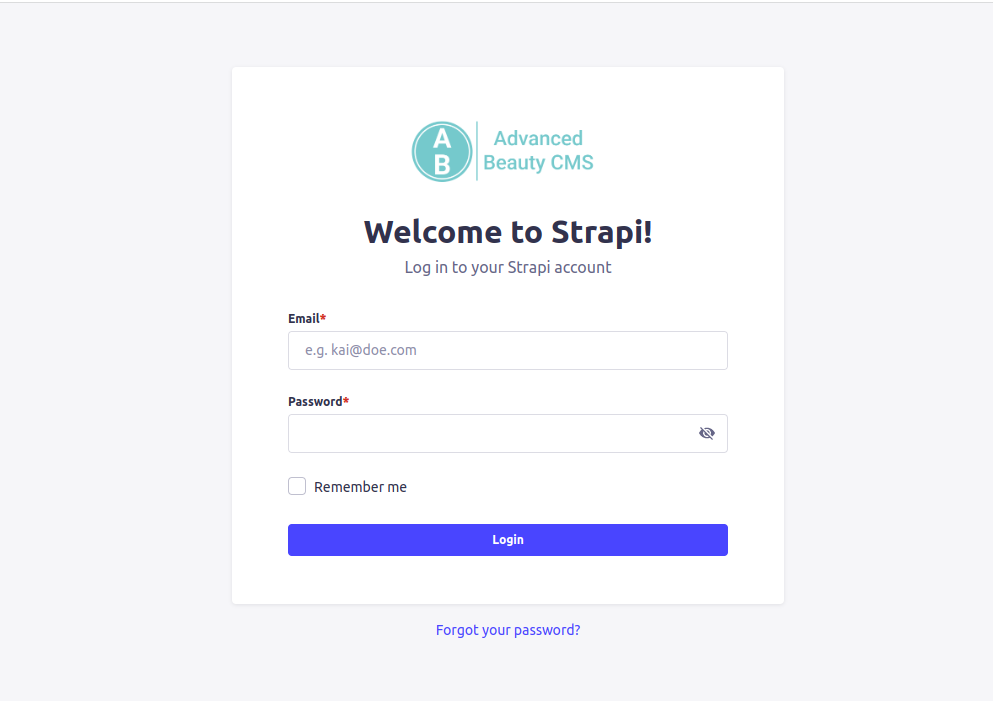 A
B
Advanced
Beauty CMS
Welcome to Strapi!
Log in to your Strapi account
Email*
e.g. kai@doe.com
Password*
Remember me
Login
Forgot your password?